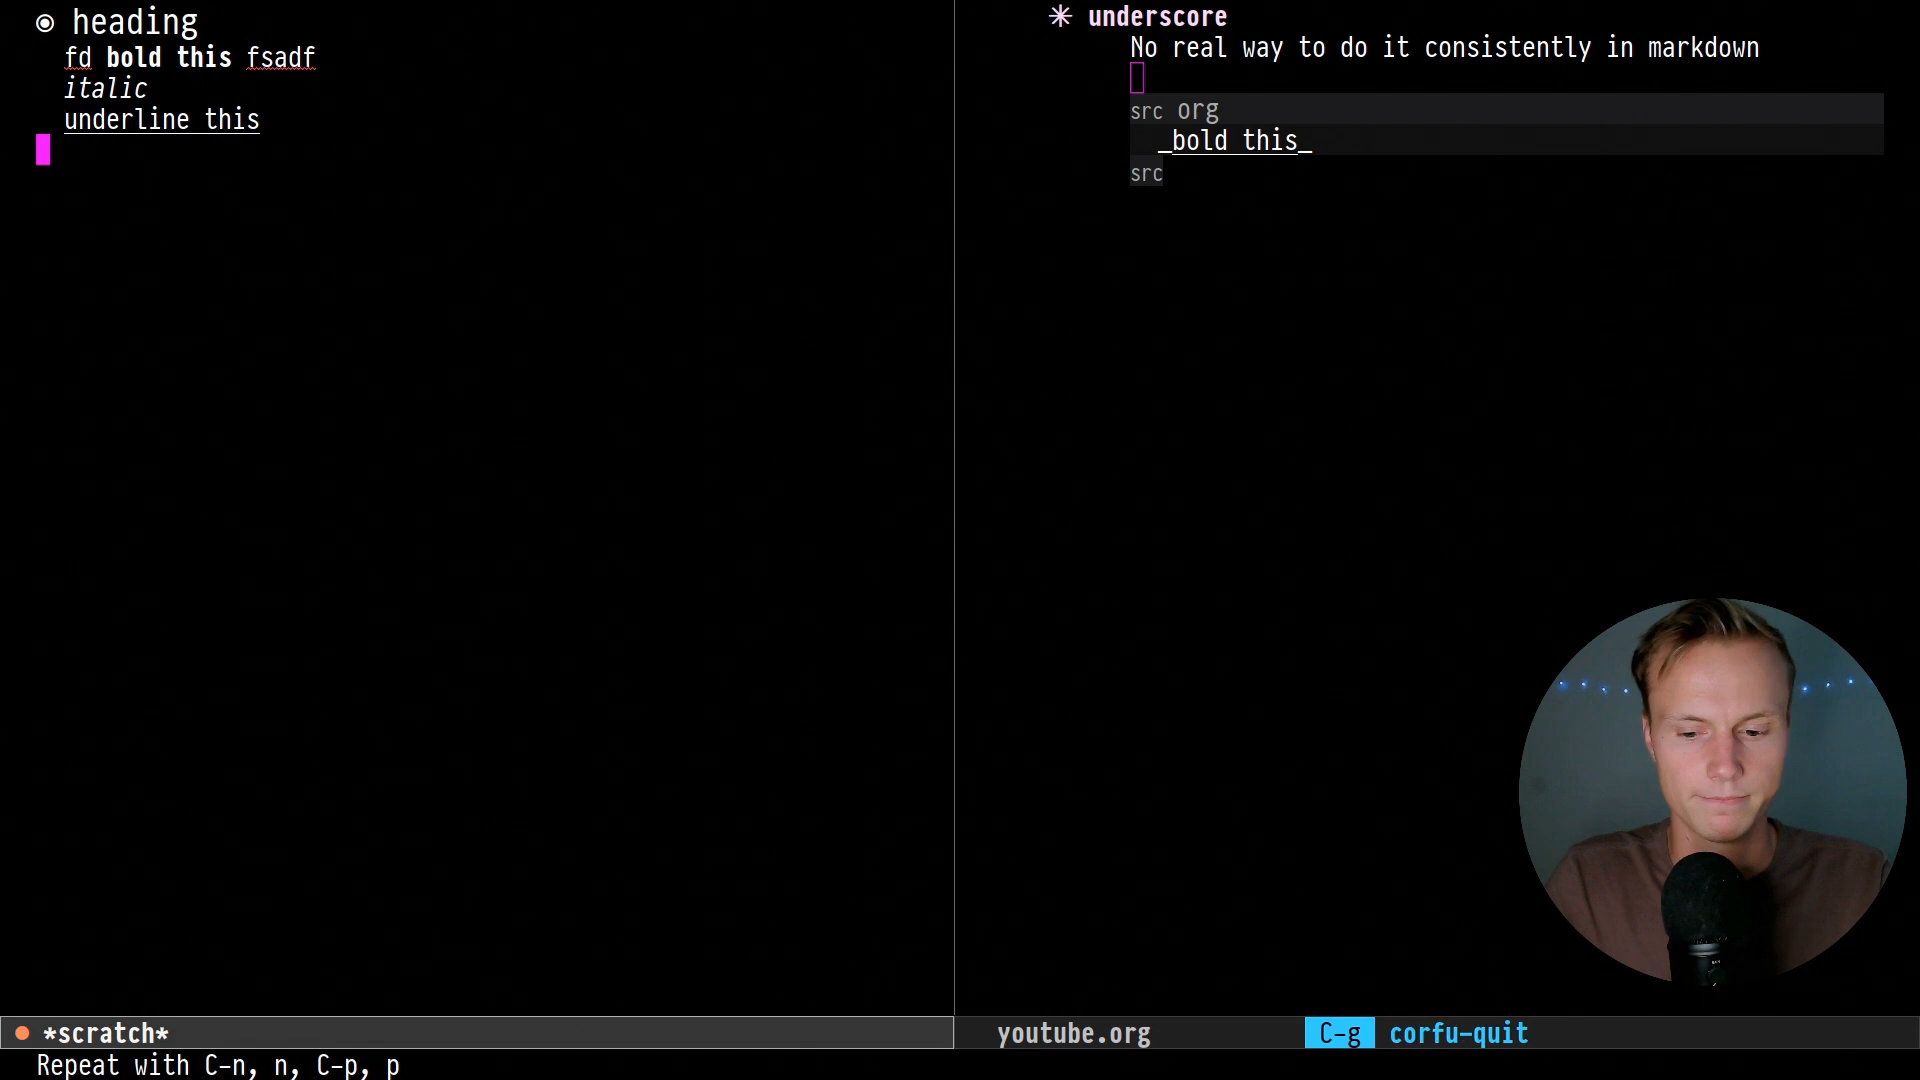 heading
fd bold this fsadf
italic
underline this
underscore
No real way to do it consistently in markdown
src org
_bold this_
src
*scratch*
youtube.org
C-g corfu-quit
Repeat with C-n, n, C-p, p